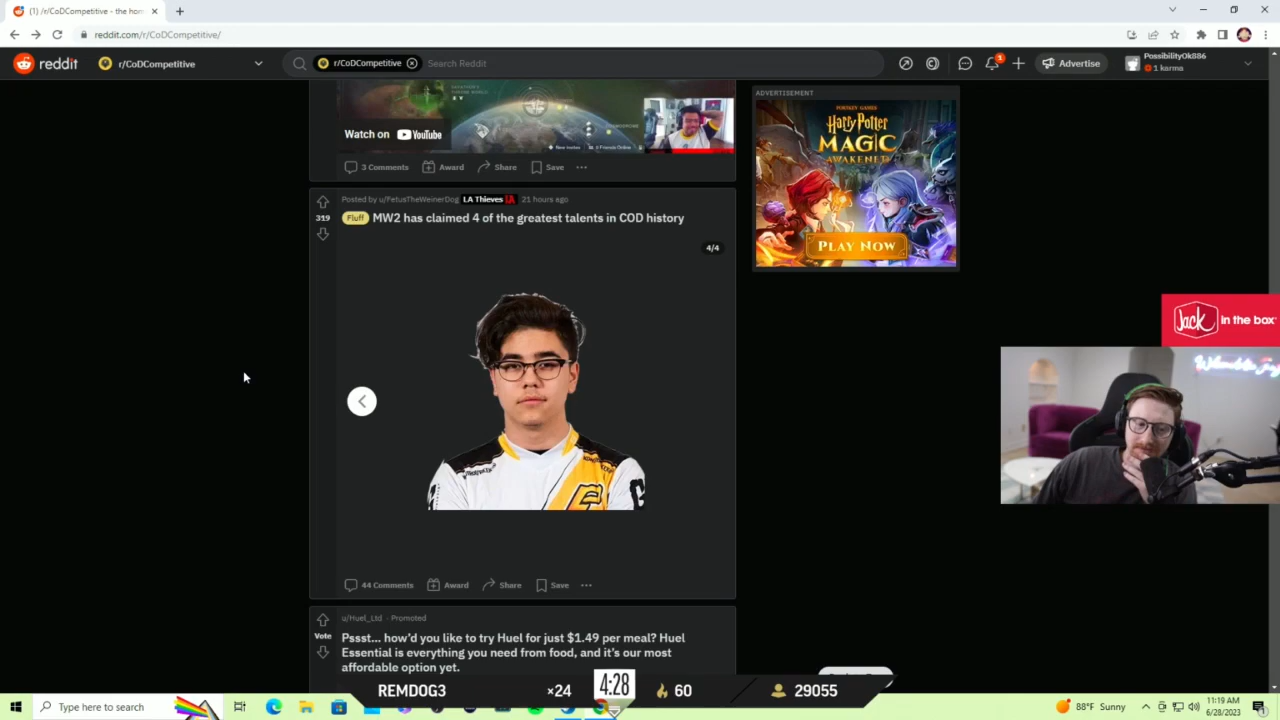 (1) /r/CoDCompetitive - the hom
reddit.com/r/CoDCompetitive/
reddit
r/CoDCompetitive
r/CoDCompetitive
Search Reddit
1
Advertise
PossibilityOk886
1 karma
Watch on YouTube
3 Comments
Award
Share
Save
ADVERTISEMENT
PORTKEY GAMES
Harry Potter
MAGIC
AWAKENED
PLAY NOW
Posted by u/FetusTheWeinerDog LA Thieves 21 hours ago
319
Fluff MW2 has claimed 4 of the greatest talents in COD history
4/4
Jack in the box
44 Comments
Award
Share
Save
u/Huel_Ltd · Promoted
Vote
Pssst... how'd you like to try Huel for just $1.49 per meal? Huel
Essential is everything you need from food, and it's our most
affordable option yet.
REMDOG3
×24
4:28
60
29055
Type here to search
88°F Sunny
11:19 AM
6/28/2023